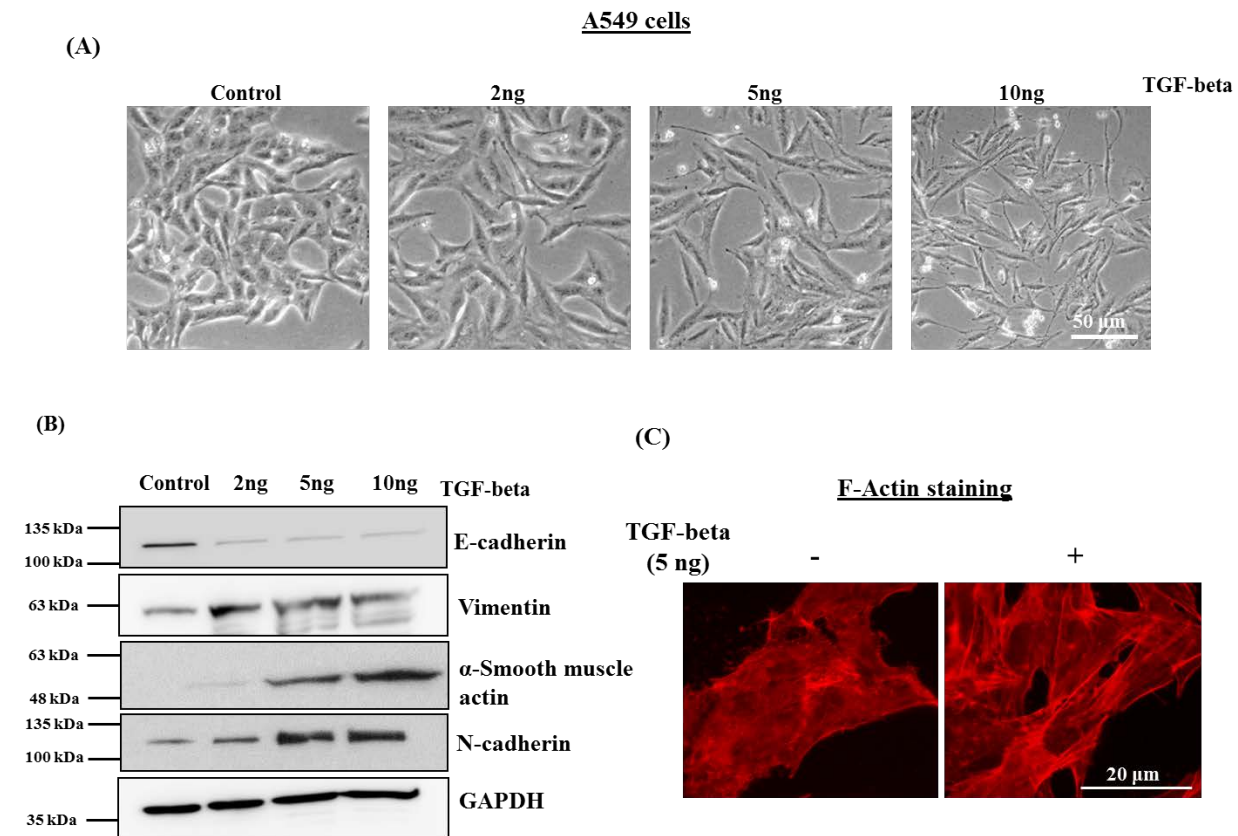 A549 cells
(A)
Control 2ng 5ng 10ng TGF-beta
50 µm
(B)
Control 2ng 5ng 10ng TGF-beta
135 kDa
100 kDa
E-cadherin
63 kDa
Vimentin
63 kDa
48 kDa
α-Smooth muscle
actin
135 kDa
100 kDa
N-cadherin
GAPDH
35 kDa
(C)
F-Actin staining
TGF-beta
(5 ng)
- +
20 µm